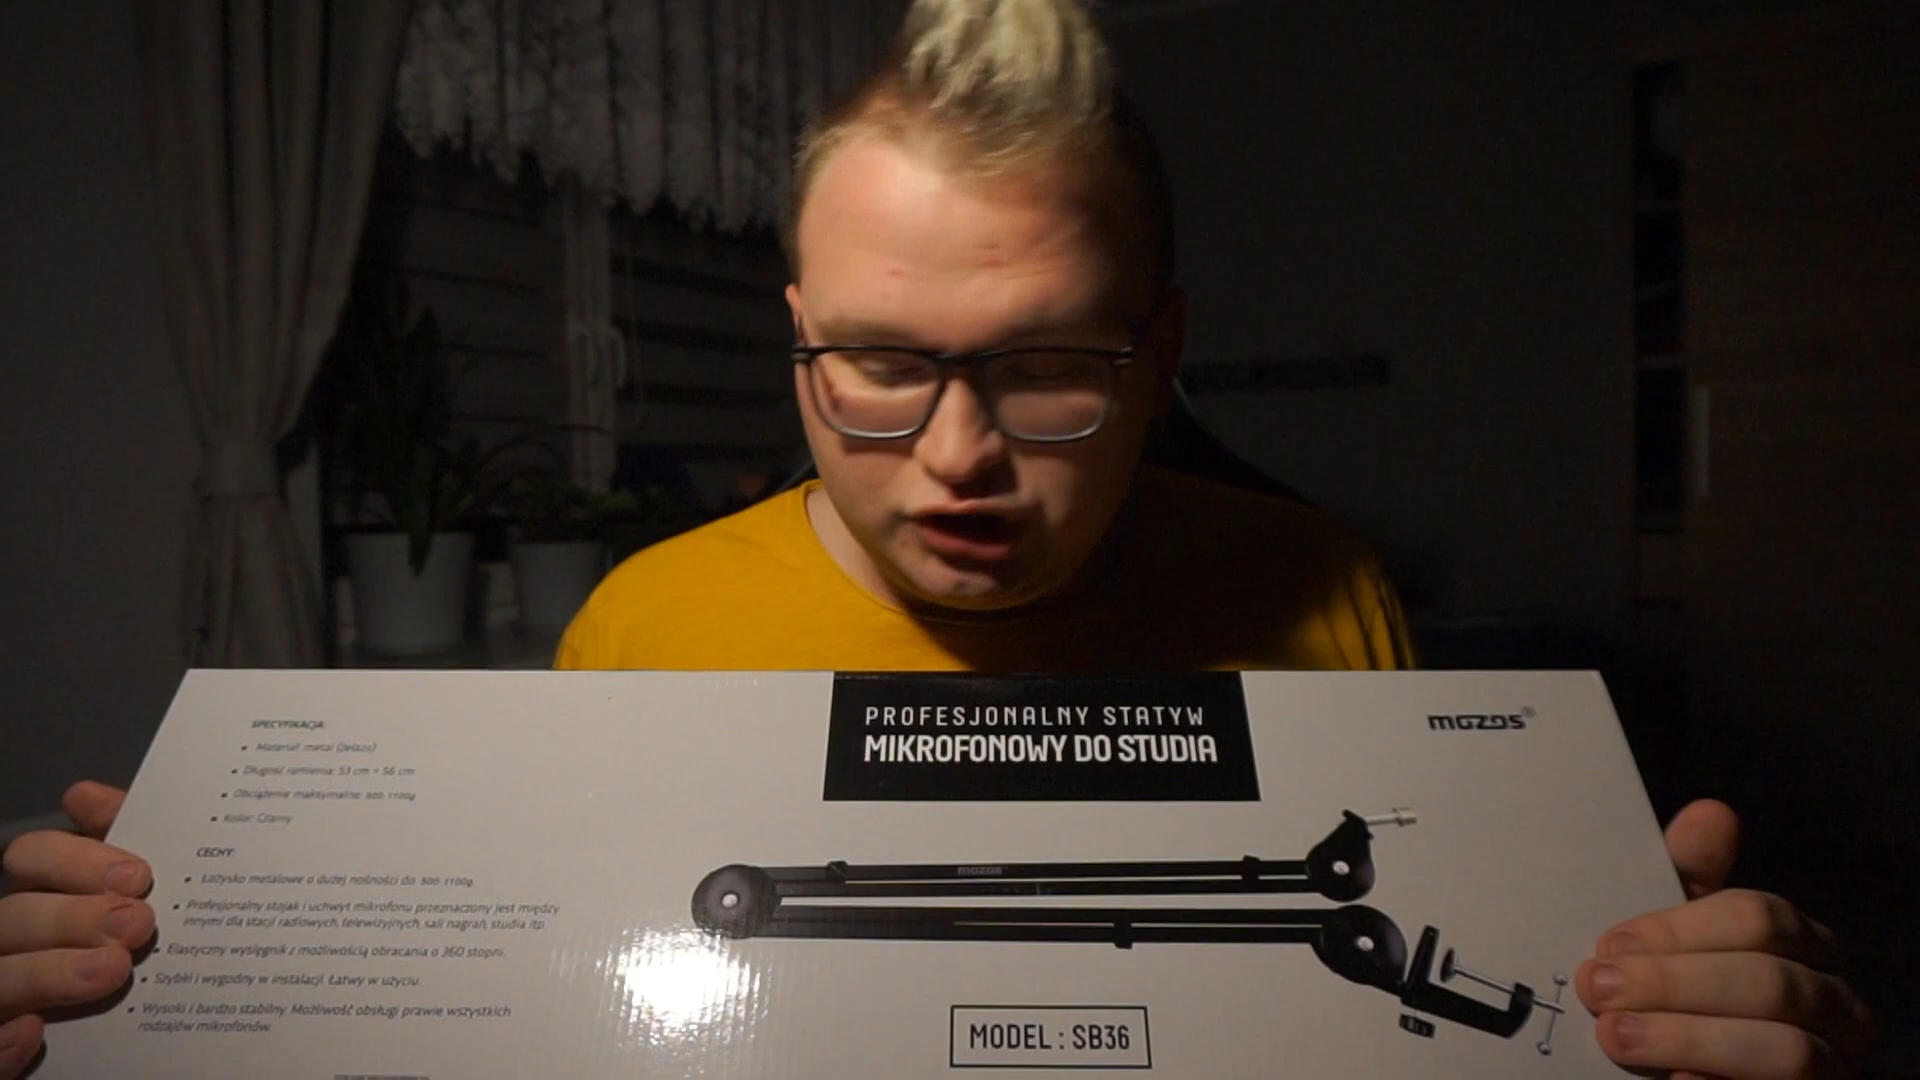 PROFESJONALNY STATYW
MIKROFONOWY DO STUDIA
mozos®
SPECYFIKACJA:
• Materiał: metal (żelazo)
• Długość ramienia: 53 cm + 56 cm
• Obciążenie maksymalne: 500-1100g
• Kolor: Czarny
CECHY:
• Łożysko metalowe o dużej nośności do 500-1100g.
• Profesjonalny stojak i uchwyt mikrofonu przeznaczony jest między
innymi dla stacji radiowych, telewizyjnych, sali nagrań, studia itp.
• Elastyczny wysięgnik z możliwością obracania o 360 stopni.
• Szybki i wygodny w instalacji. Łatwy w użyciu.
• Wysoki i bardzo stabilny. Możliwość obsługi prawie wszystkich
rodzajów mikrofonów.
mozos
MODEL : SB36